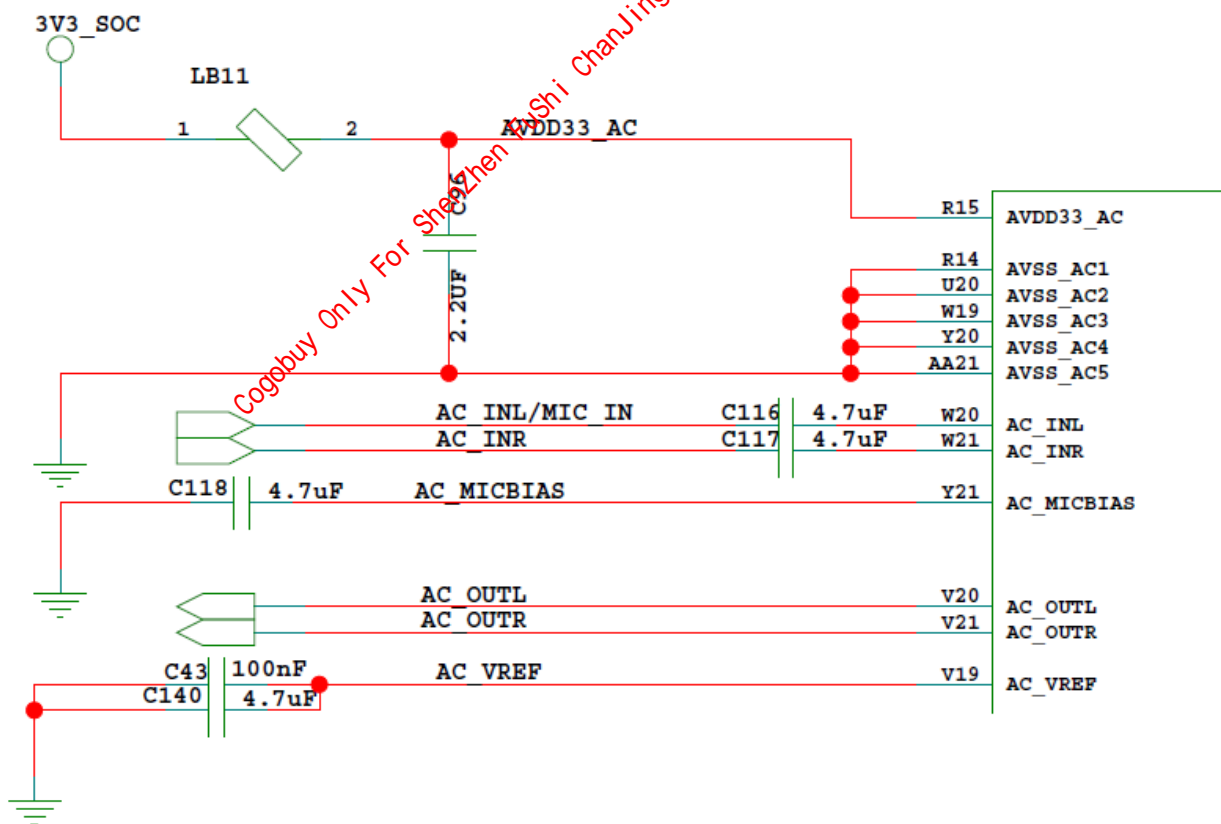 3V3_SOC
LB11
1
2
AVDD33_AC
C96
2.2UF
Cogobuy Only For ShenZhen FuShi ChanJing
R15
AVDD33_AC
R14
AVSS_AC1
U20
AVSS_AC2
W19
AVSS_AC3
Y20
AVSS_AC4
AA21
AVSS_AC5
AC_INL/MIC_IN
C116
4.7uF
W20
AC_INL
AC_INR
C117
4.7uF
W21
AC_INR
C118
4.7uF
AC_MICBIAS
Y21
AC_MICBIAS
AC_OUTL
V20
AC_OUTL
AC_OUTR
V21
AC_OUTR
C43
100nF
AC_VREF
V19
AC_VREF
C140
4.7uF